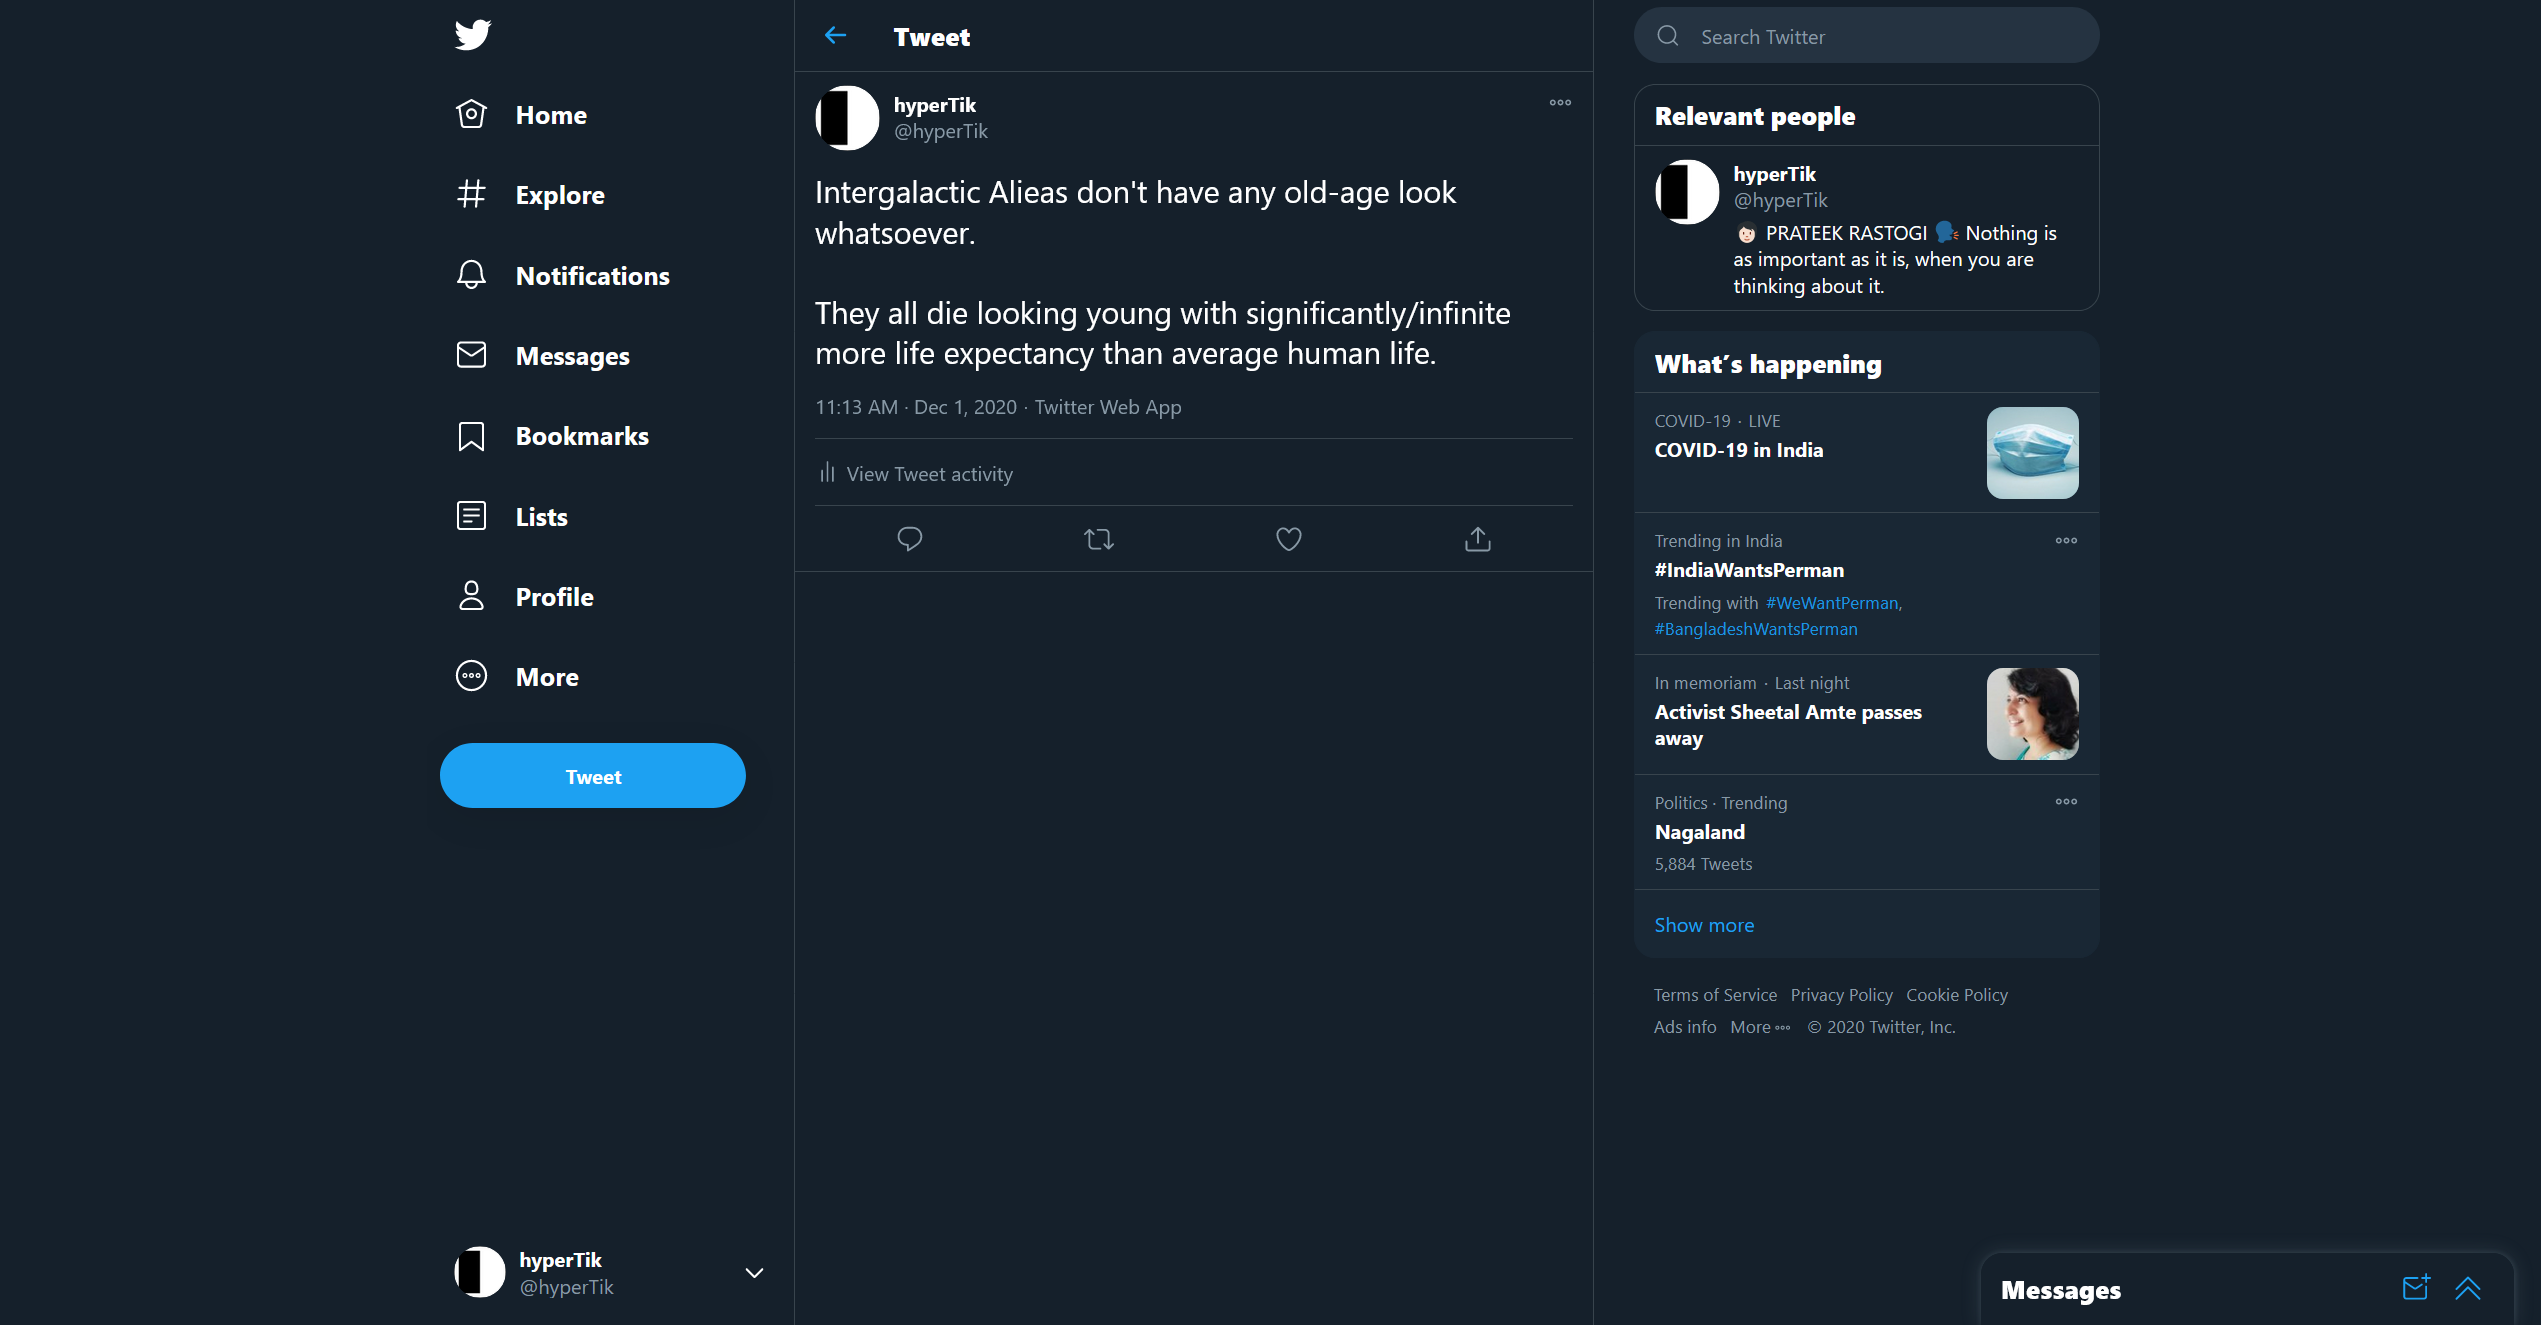 Home
Explore
Notifications
Messages
Bookmarks
Lists
Profile
More
Tweet
hyperTik
@hyperTik
Tweet
hyperTik
@hyperTik
Intergalactic Alieas don't have any old-age look
whatsoever.
They all die looking young with significantly/infinite
more life expectancy than average human life.
11:13 AM · Dec 1, 2020 · Twitter Web App
View Tweet activity
Search Twitter
Relevant people
hyperTik
@hyperTik
PRATEEK RASTOGI Nothing is
as important as it is, when you are
thinking about it.
What's happening
COVID-19 · LIVE
COVID-19 in India
Trending in India
#IndiaWantsPerman
Trending with #WeWantPerman,
#BangladeshWantsPerman
In memoriam · Last night
Activist Sheetal Amte passes
away
Politics · Trending
Nagaland
5,884 Tweets
Show more
Terms of Service Privacy Policy Cookie Policy
Ads info More © 2020 Twitter, Inc.
Messages